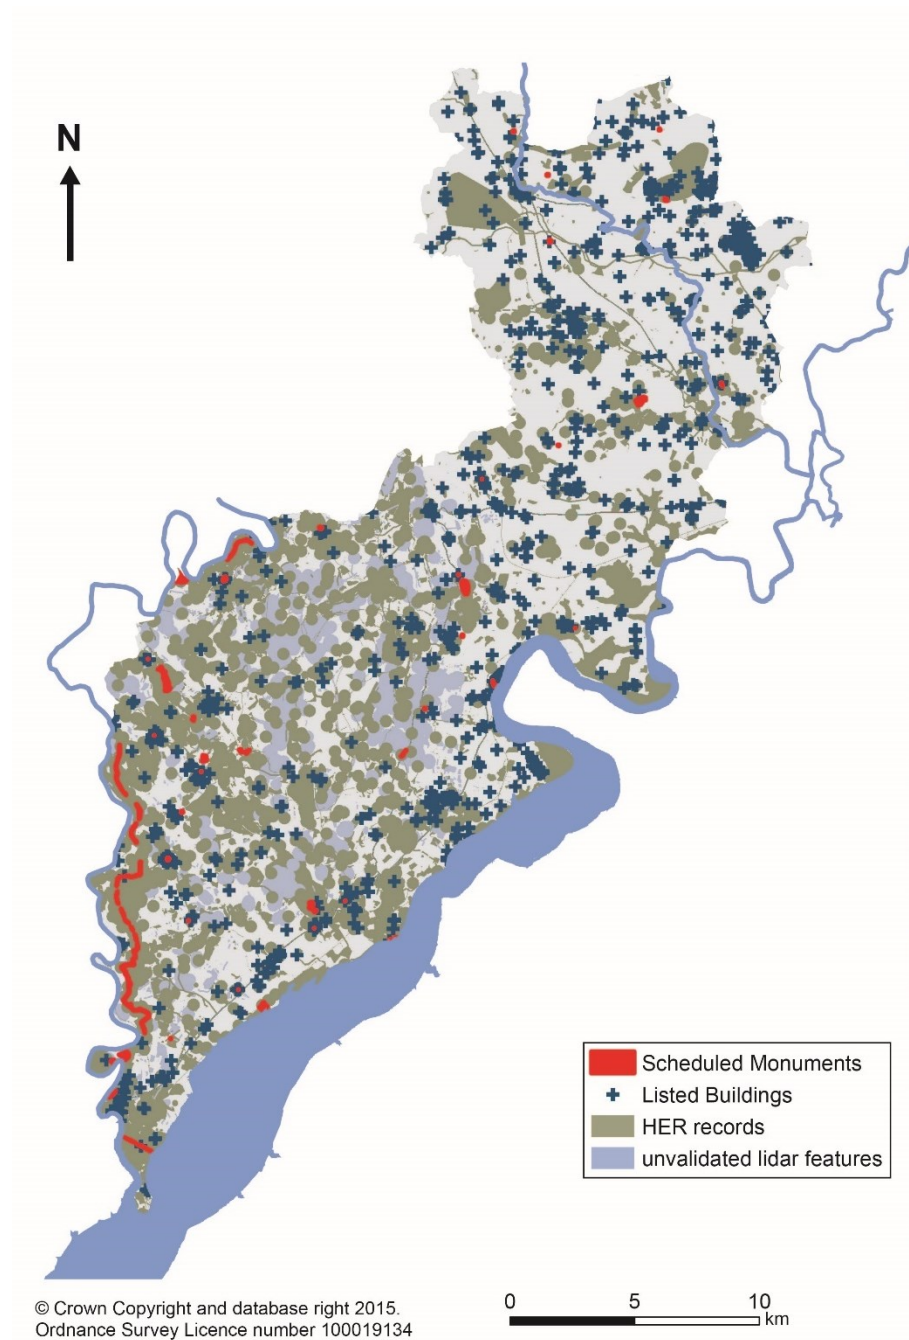 N
Scheduled Monuments
Listed Buildings
HER records
unvalidated lidar features
© Crown Copyright and database right 2015.
Ordnance Survey Licence number 100019134
0 5 10
km